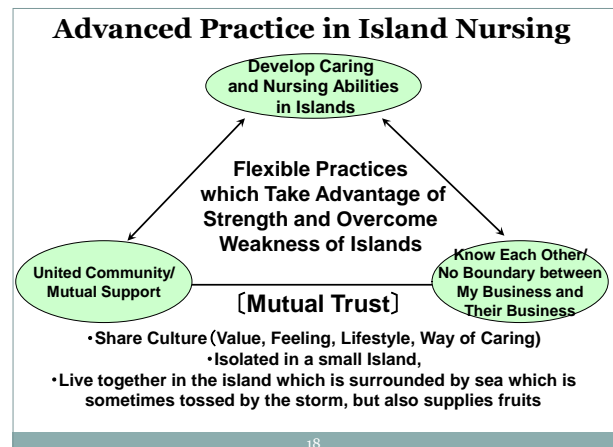 Advanced Practice in Island Nursing
Develop Caring
and Nursing Abilities
in Islands
Flexible Practices
which Take Advantage of
Strength and Overcome
Weakness of Islands
United Community/
Mutual Support
Know Each Other/
No Boundary between
My Business and
Their Business
〔Mutual Trust〕
・Share Culture（Value, Feeling, Lifestyle, Way of Caring)
・Isolated in a small Island,
・Live together in the island which is surrounded by sea which is
sometimes tossed by the storm, but also supplies fruits
18